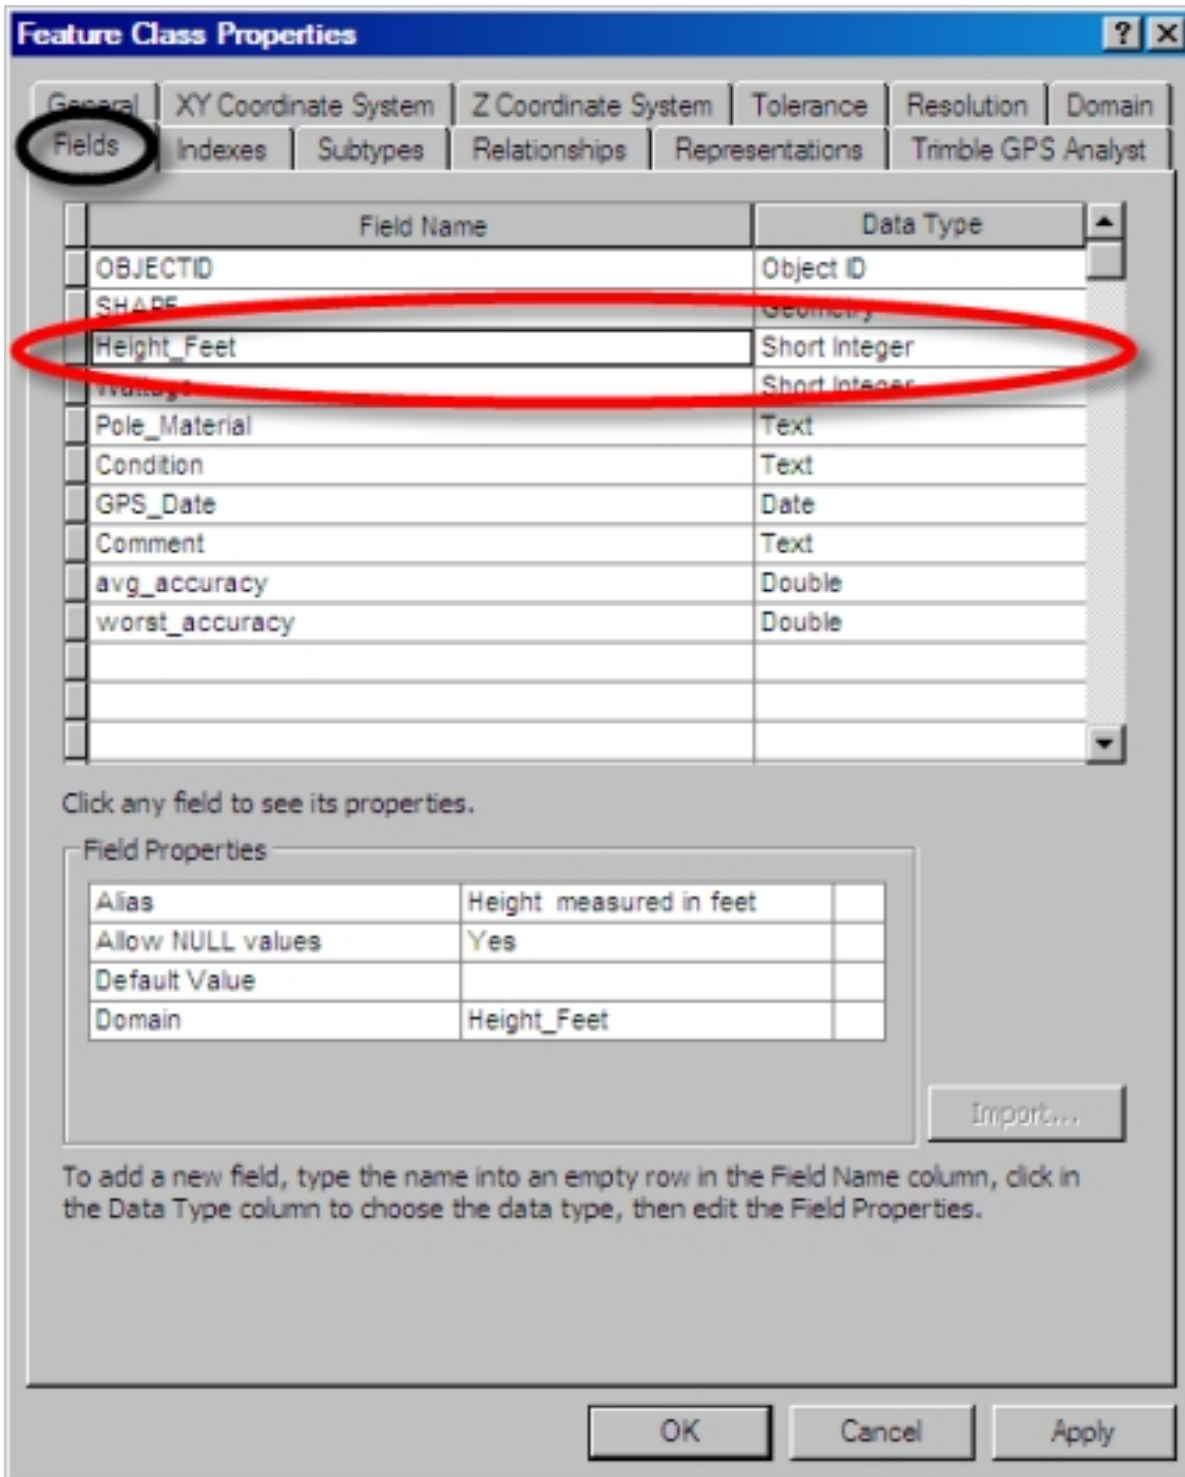 Feature Class Properties
General XY Coordinate System Z Coordinate System Tolerance Resolution Domain
Fields Indexes Subtypes Relationships Representations Trimble GPS Analyst
Field Name Data Type
OBJECTID Object ID
SHAPE Geometry
Height_Feet Short Integer
Wattage Short Integer
Pole_Material Text
Condition Text
GPS_Date Date
Comment Text
avg_accuracy Double
worst_accuracy Double
Click any field to see its properties.
Field Properties
Alias Height measured in feet
Allow NULL values Yes
Default Value
Domain Height_Feet
Import...
To add a new field, type the name into an empty row in the Field Name column, click in
the Data Type column to choose the data type, then edit the Field Properties.
OK Cancel Apply